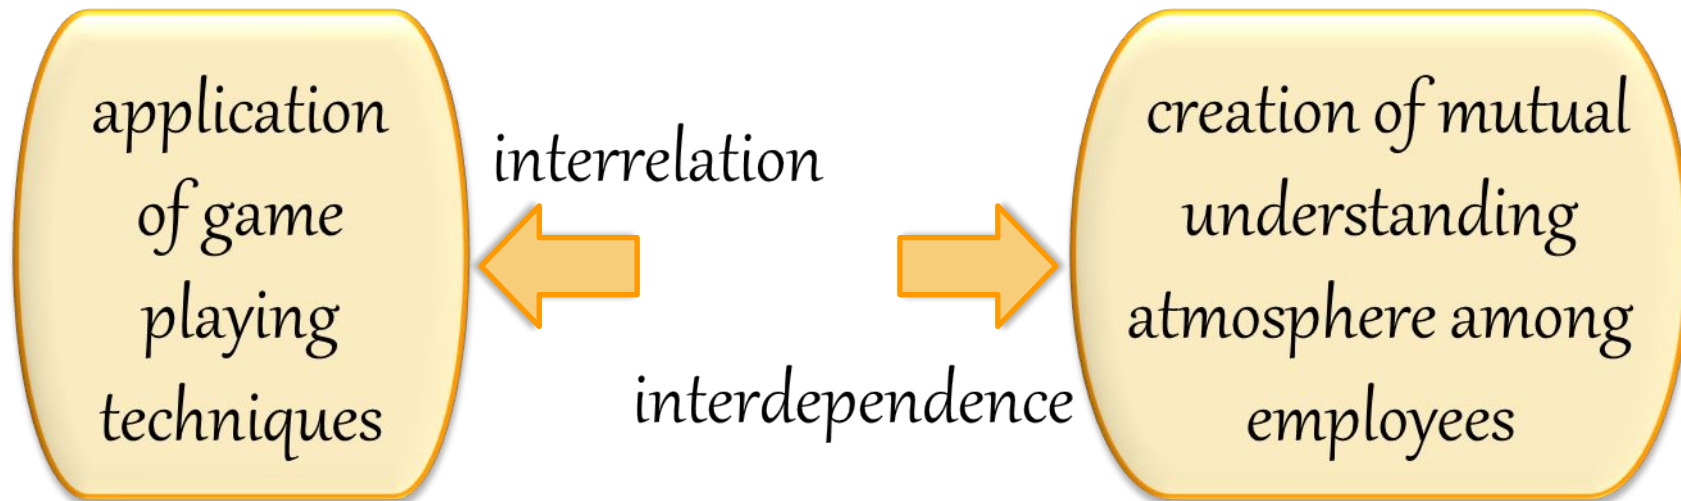 application
of game
playing
techniques
interrelation
interdependence
creation of mutual
understanding
atmosphere among
employees